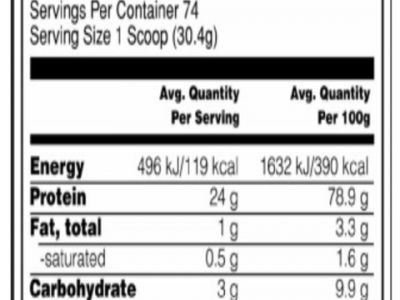 Servings Per Container 74
Serving Size 1 Scoop (30.4g)
Avg. Quantity Avg. Quantity
Per Serving Per 100g
Energy 496 kJ/119 kcal 1632 kJ/390 kcal
Protein 24 g 78.9 g
Fat, total 1 g 3.3 g
-saturated 0.5 g 1.6 g
Carbohydrate 3 g 9.9 g